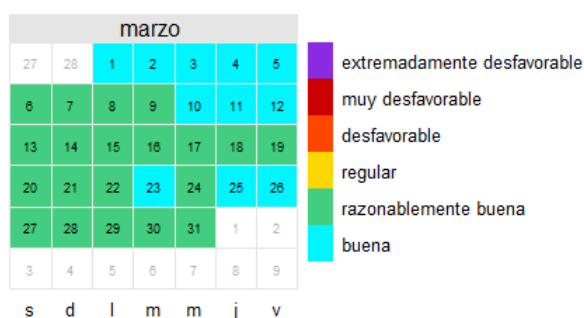 marzo
27 28 1 2 3 4 5
6 7 8 9 10 11 12
13 14 15 16 17 18 19
20 21 22 23 24 25 26
27 28 29 30 31 1 2
3 4 5 6 7 8 9
s d l m m j v
extremadamente desfavorable
muy desfavorable
desfavorable
regular
razonablemente buena
buena